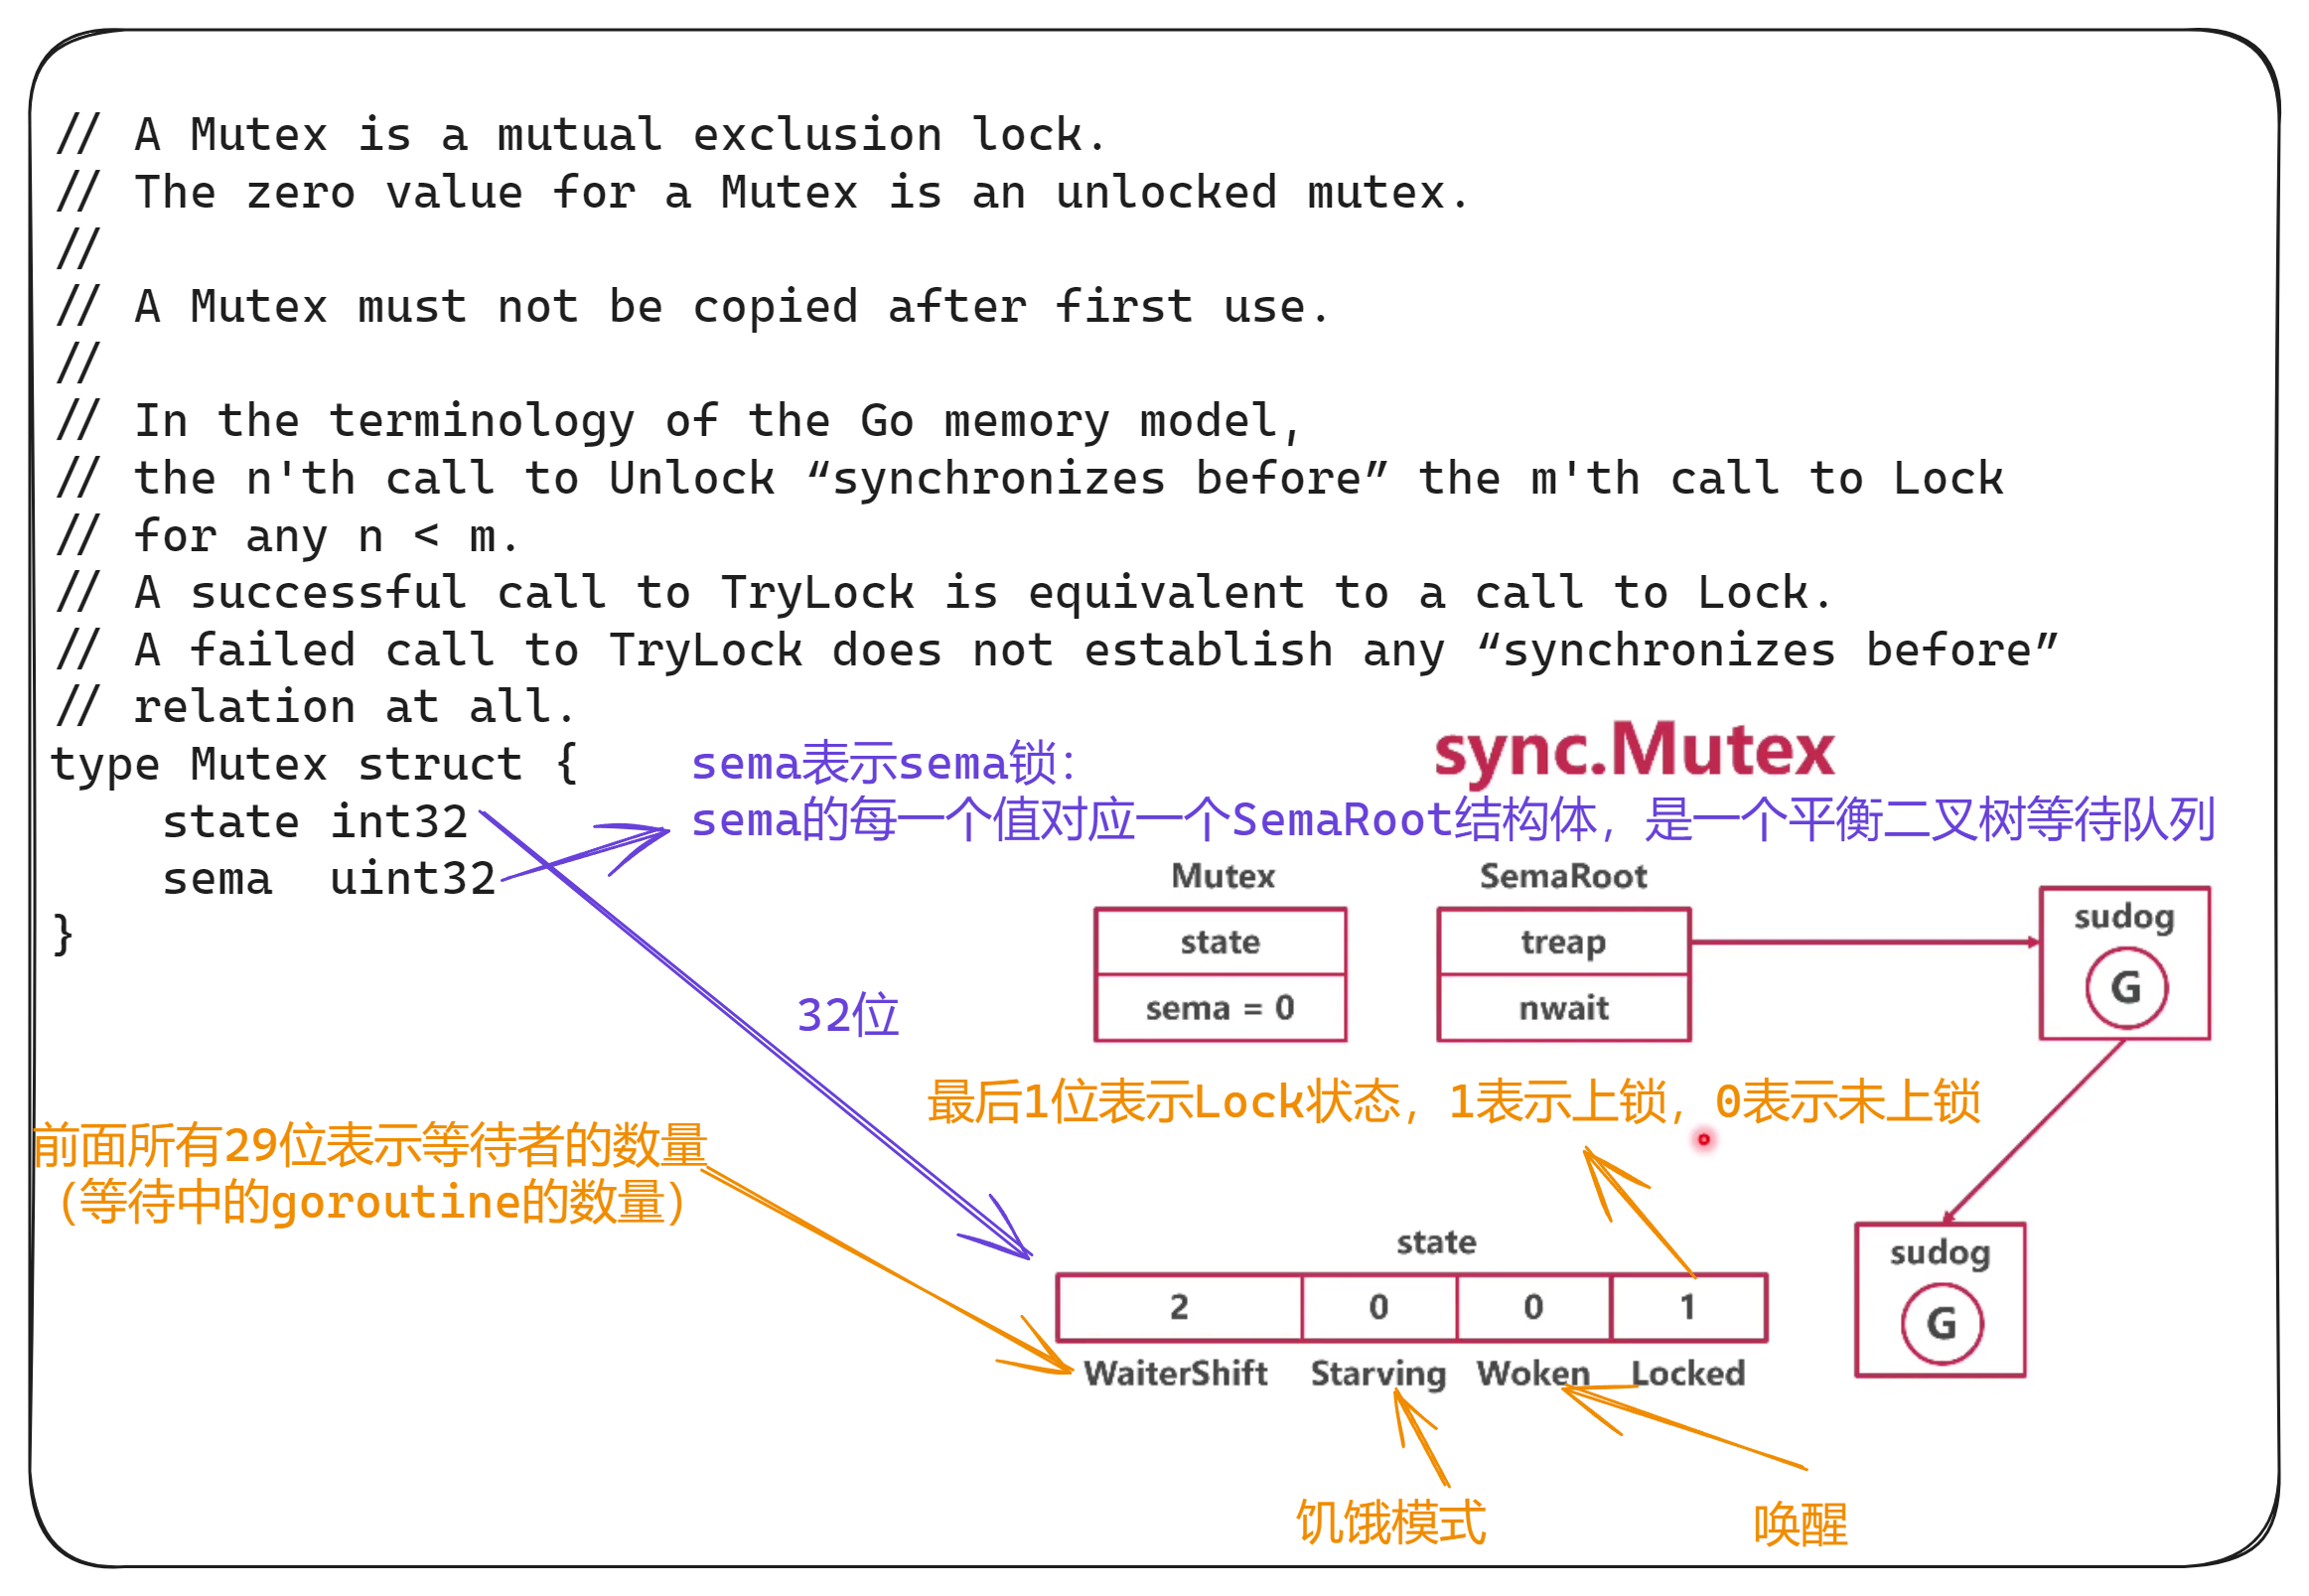 // A Mutex is a mutual exclusion lock.
// The zero value for a Mutex is an unlocked mutex.
//
// A Mutex must not be copied after first use.
//
// In the terminology of the Go memory model,
// the n'th call to Unlock “synchronizes before” the m'th call to Lock
// for any n < m.
// A successful call to TryLock is equivalent to a call to Lock.
// A failed call to TryLock does not establish any “synchronizes before”
// relation at all.
type Mutex struct {
    state int32
    sema  uint32
}
sync.Mutex
sema表示sema锁：
sema的每一个值对应一个SemaRoot结构体，是一个平衡二叉树等待队列
Mutex
state
sema = 0
SemaRoot
treap
nwait
sudog
G
sudog
G
32位
最后1位表示Lock状态，1表示上锁，0表示未上锁
前面所有29位表示等待者的数量
（等待中的goroutine的数量）
state
2 0 0 1
WaiterShift Starving Woken Locked
饥饿模式
唤醒